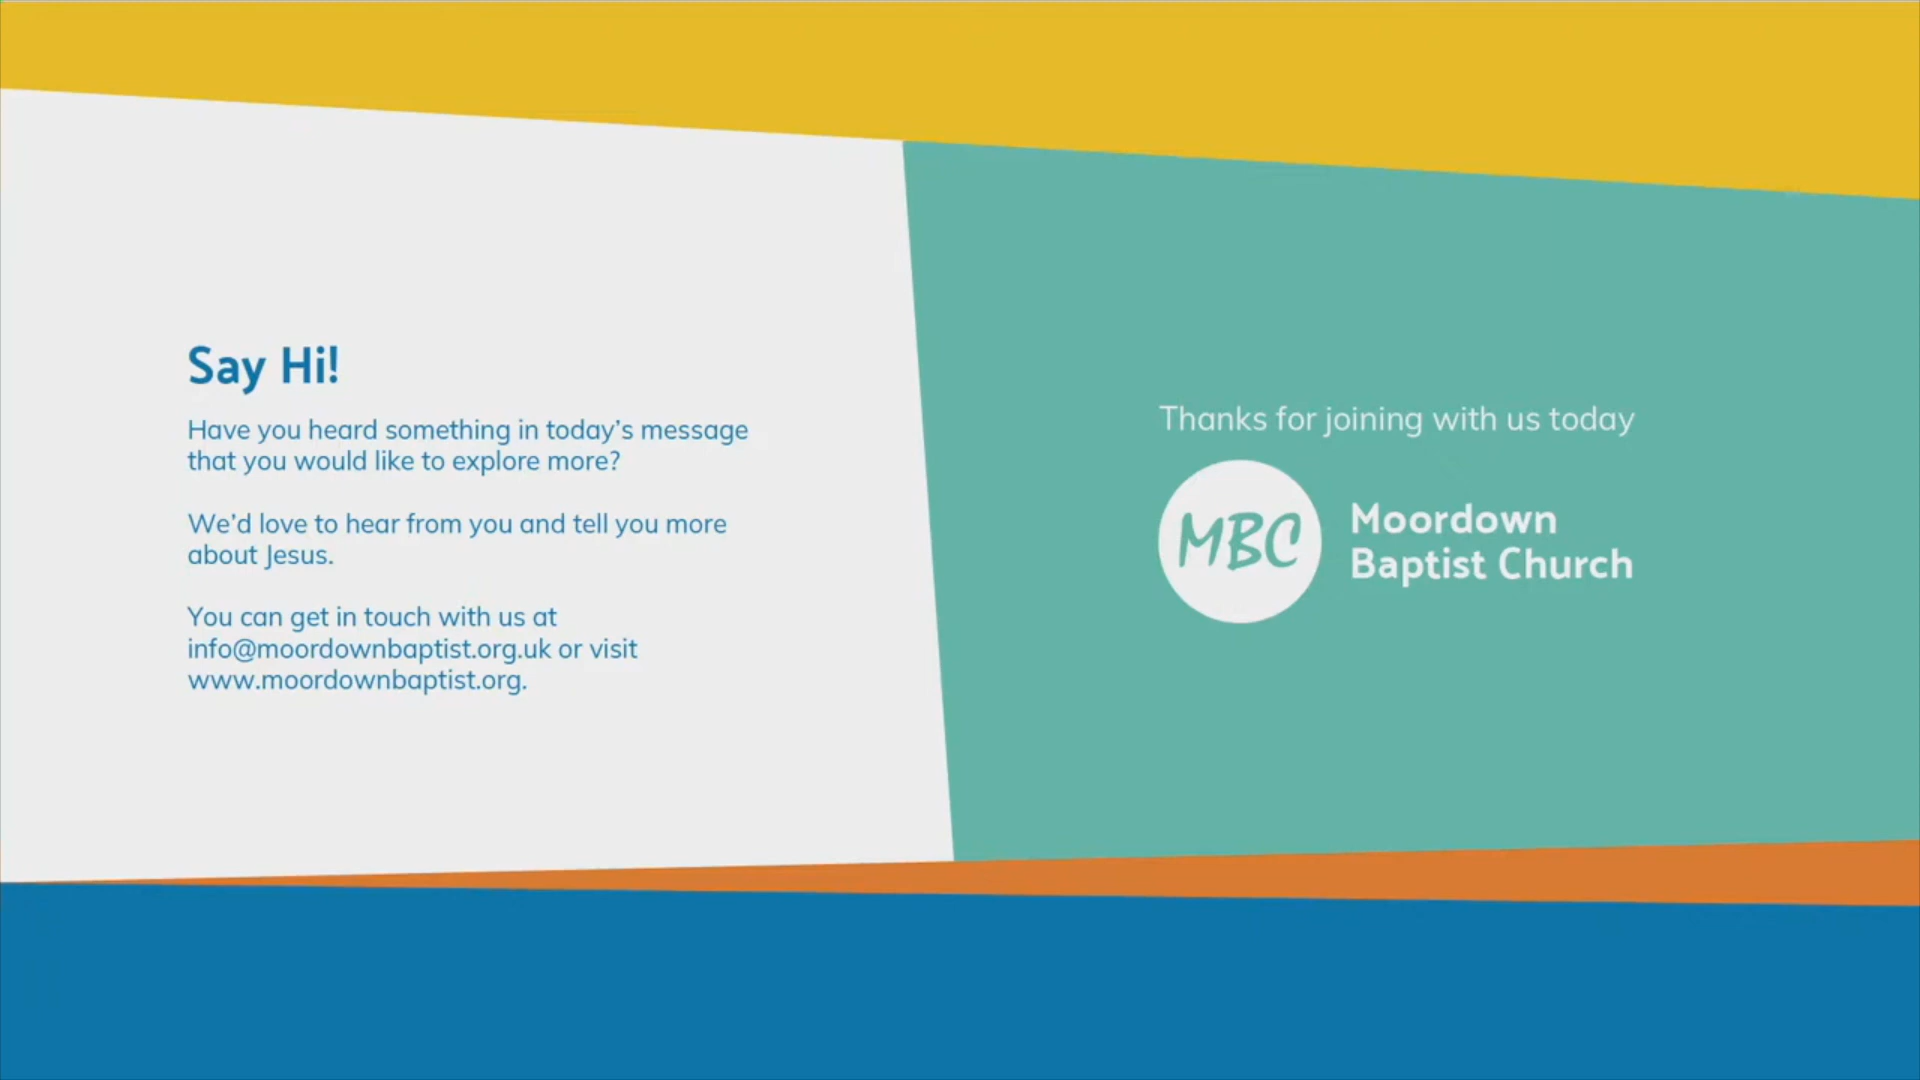 Say Hi!
Have you heard something in today’s message
that you would like to explore more?
We’d love to hear from you and tell you more
about Jesus.
You can get in touch with us at
info@moordownbaptist.org.uk or visit
www.moordownbaptist.org.
Thanks for joining with us today
MBC
Moordown
Baptist Church